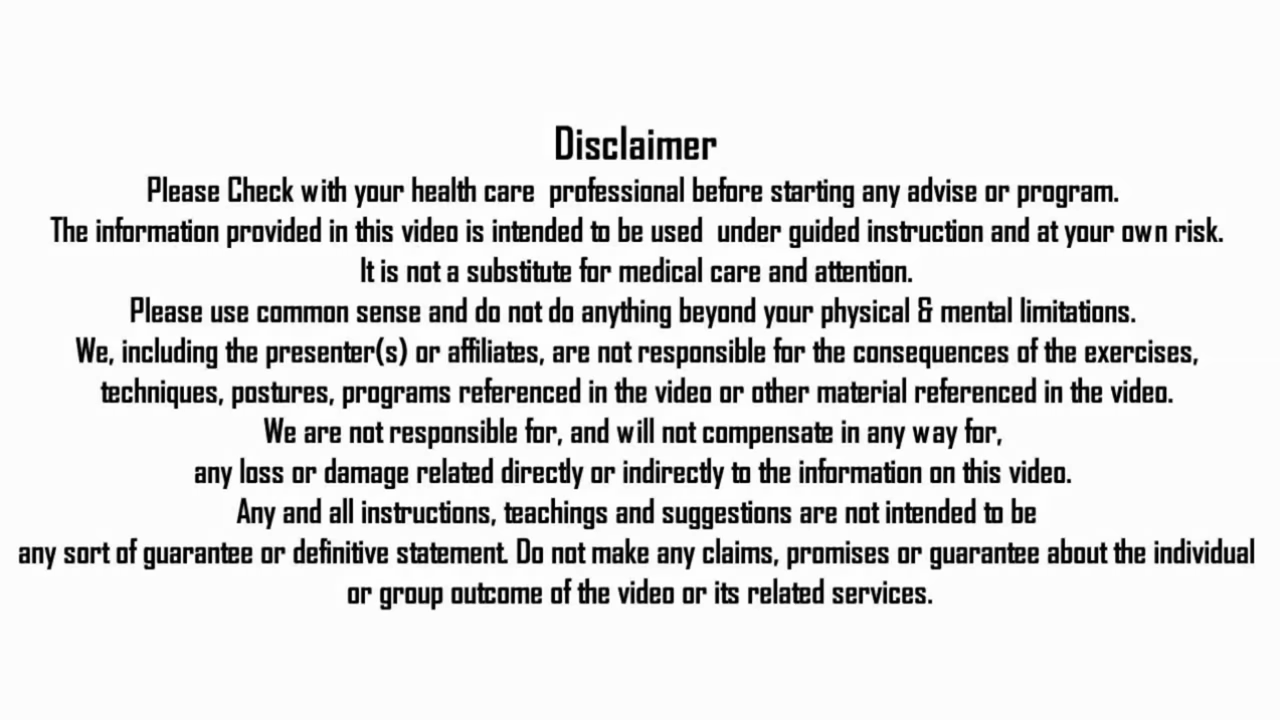 Disclaimer
Please Check with your health care professional before starting any advise or program.
The information provided in this video is intended to be used under guided instruction and at your own risk.
It is not a substitute for medical care and attention.
Please use common sense and do not do anything beyond your physical & mental limitations.
We, including the presenter(s) or affiliates, are not responsible for the consequences of the exercises,
techniques, postures, programs referenced in the video or other material referenced in the video.
We are not responsible for, and will not compensate in any way for,
any loss or damage related directly or indirectly to the information on this video.
Any and all instructions, teachings and suggestions are not intended to be
any sort of guarantee or definitive statement. Do not make any claims, promises or guarantee about the individual
or group outcome of the video or its related services.